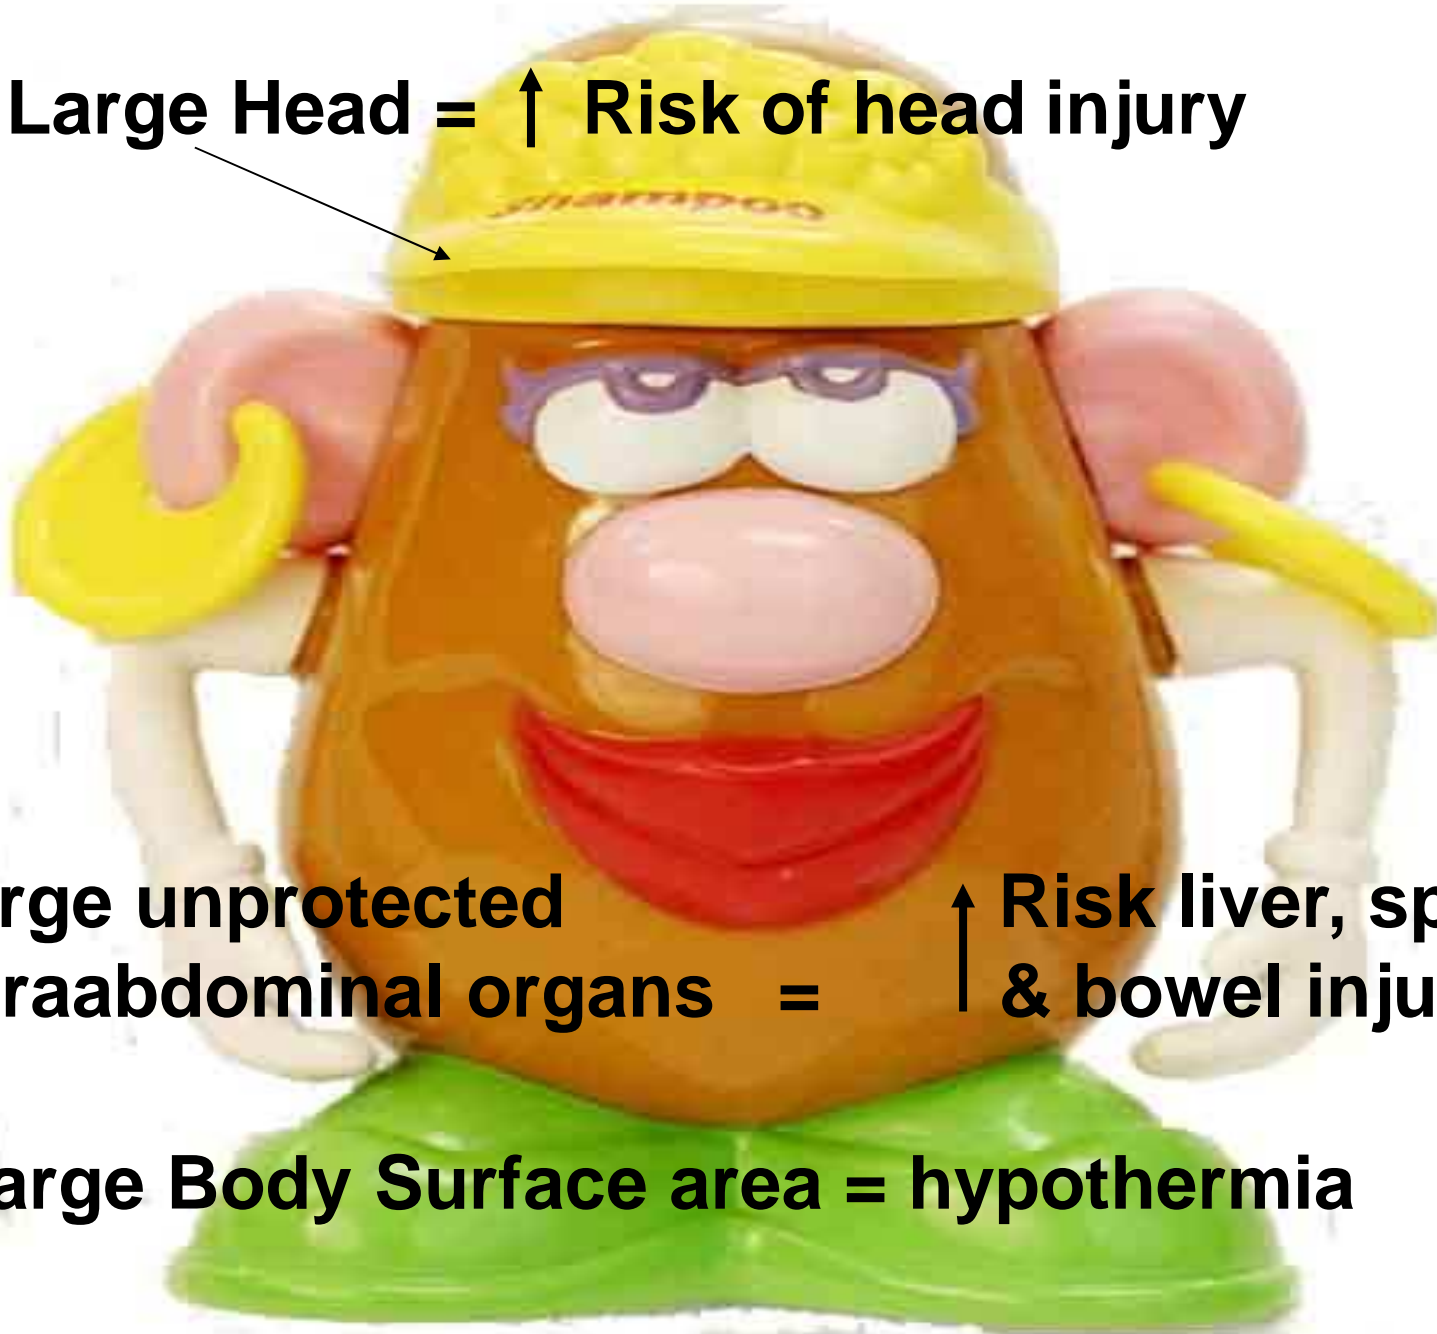 Large Head = ↑ Risk of head injury
shampoo
rge unprotected ↑ Risk liver, sp
raabdominal organs = & bowel inju
arge Body Surface area = hypothermia